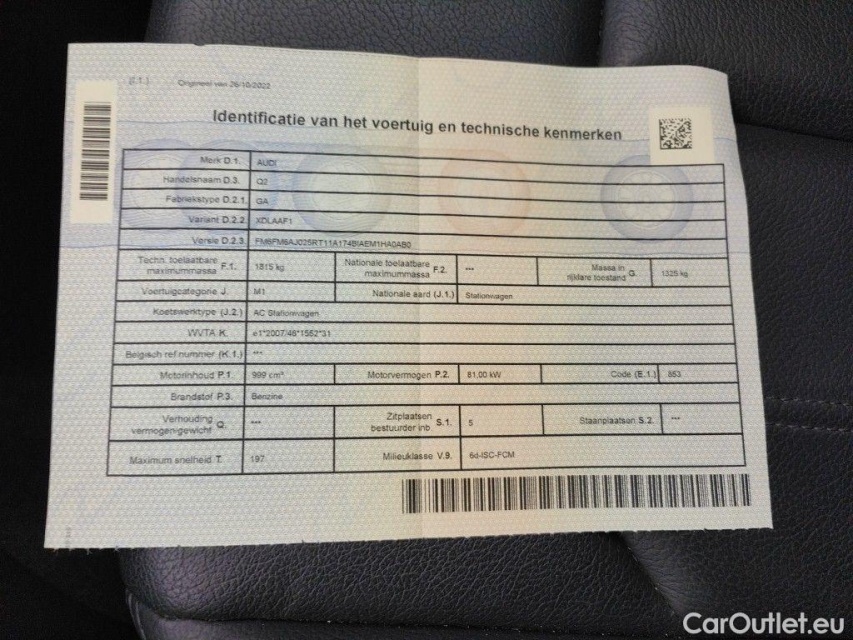 (I.1.) Origineel van 26/10/2022
Identificatie van het voertuig en technische kenmerken
Merk D.1. AUDI
Handelsnaam D.3. Q2
Fabriekstype D.2.1. GA
Variant D.2.2. XDLAAF1
Versie D.2.3. FM6FM6AJ025RT11A174BIAEM1HA0AB0
Techn. toelaatbare maximummassa F.1. 1815 kg Nationale toelaatbare maximummassa F.2. --- Massa in rijklare toestand G. 1325 kg
Voertuigcategorie J. M1 Nationale aard (J.1.) Stationwagen
Koetswerktype (J.2.) AC Stationwagen
WVTA K. e1*2007/46*1552*31
Belgisch ref.nummer (K.1.) ---
Motorinhoud P.1. 999 cm³ Motorvermogen P.2. 81,00 kW Code (E.1.) 853
Brandstof P.3. Benzine
Verhouding vermogen-gewicht Q. --- Zitplaatsen bestuurder inb. S.1. 5 Staanplaatsen S.2. ---
Maximum snelheid T. 197 Milieuklasse V.9. 6d-ISC-FCM
CarOutlet.eu